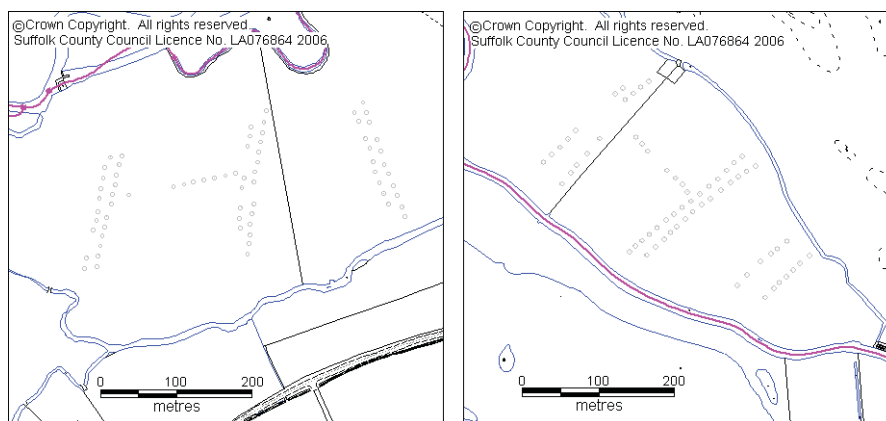 ©Crown Copyright. All rights reserved.
Suffolk County Council Licence No. LA076864 2006
0 100 200
metres
©Crown Copyright. All rights reserved.
Suffolk County Council Licence No. LA076864 2006
0 100 200
metres